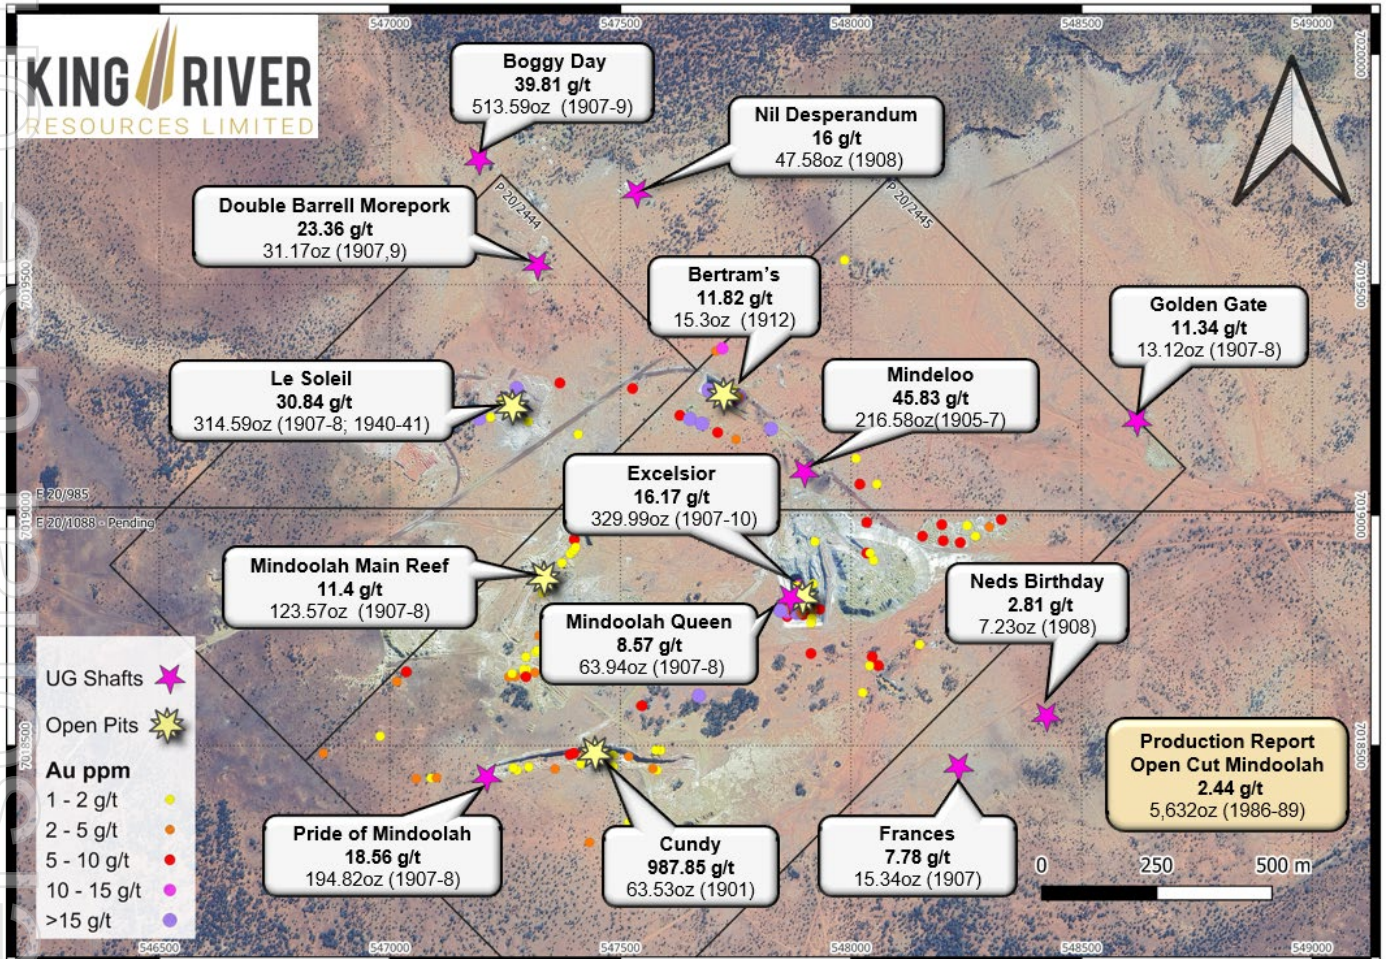 547000
547500
548000
548500
549000
7020000
KING RIVER
RESOURCES LIMITED
Boggy Day
39.81 g/t
513.59oz (1907-9)
Nil Desperandum
16 g/t
47.58oz (1908)
P 20/2444
P 20/2445
Double Barrell Morepork
23.36 g/t
31.17oz (1907,9)
7019500
7019500
Bertram's
11.82 g/t
15.3oz (1912)
Golden Gate
11.34 g/t
13.12oz (1907-8)
Le Soleil
30.84 g/t
314.59oz (1907-8; 1940-41)
Mindeloo
45.83 g/t
216.58oz(1905-7)
Excelsior
16.17 g/t
329.99oz (1907-10)
E 20/985
7019000
7019000
E 20/1088 - Pending
Mindoolah Main Reef
11.4 g/t
123.57oz (1907-8)
Mindoolah Queen
8.57 g/t
63.94oz (1907-8)
Neds Birthday
2.81 g/t
7.23oz (1908)
UG Shafts
Open Pits
Au ppm
1 - 2 g/t
2 - 5 g/t
5 - 10 g/t
10 - 15 g/t
>15 g/t
7018500
7018500
Production Report
Open Cut Mindoolah
2.44 g/t
5,632oz (1986-89)
Pride of Mindoolah
18.56 g/t
194.82oz (1907-8)
Cundy
987.85 g/t
63.53oz (1901)
Frances
7.78 g/t
15.34oz (1907)
0 250 500 m
546500
547000
547500
548000
548500
549000